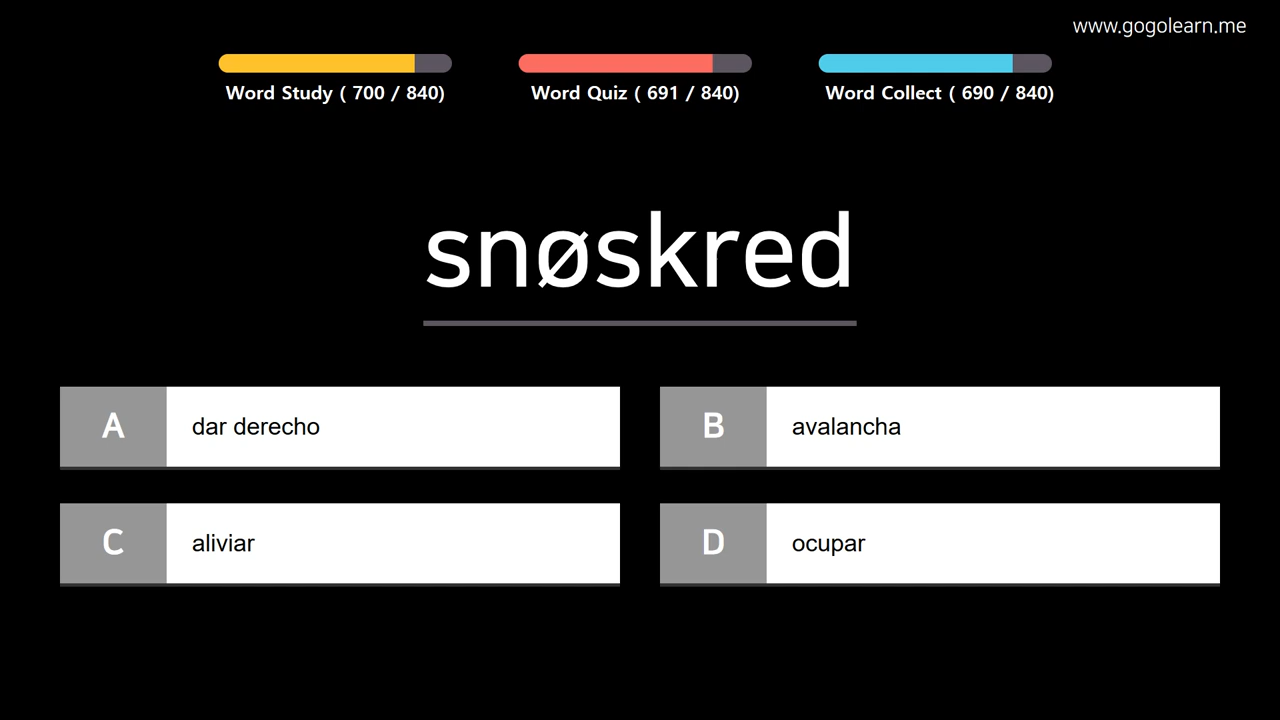 www.gogolearn.me
Word Study ( 700 / 840)
Word Quiz ( 691 / 840)
Word Collect ( 690 / 840)
snøskred
A dar derecho
B avalancha
C aliviar
D ocupar